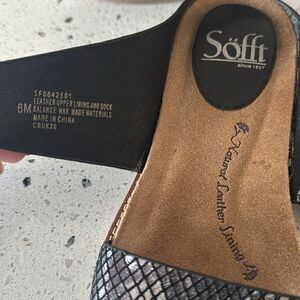 Söfft
since 1927
6M
SF0042501
LEATHER UPPER LINING AND SOCK
BALANCE MAN MADE MATERIALS
MADE IN CHINA
Natural Leather Lining